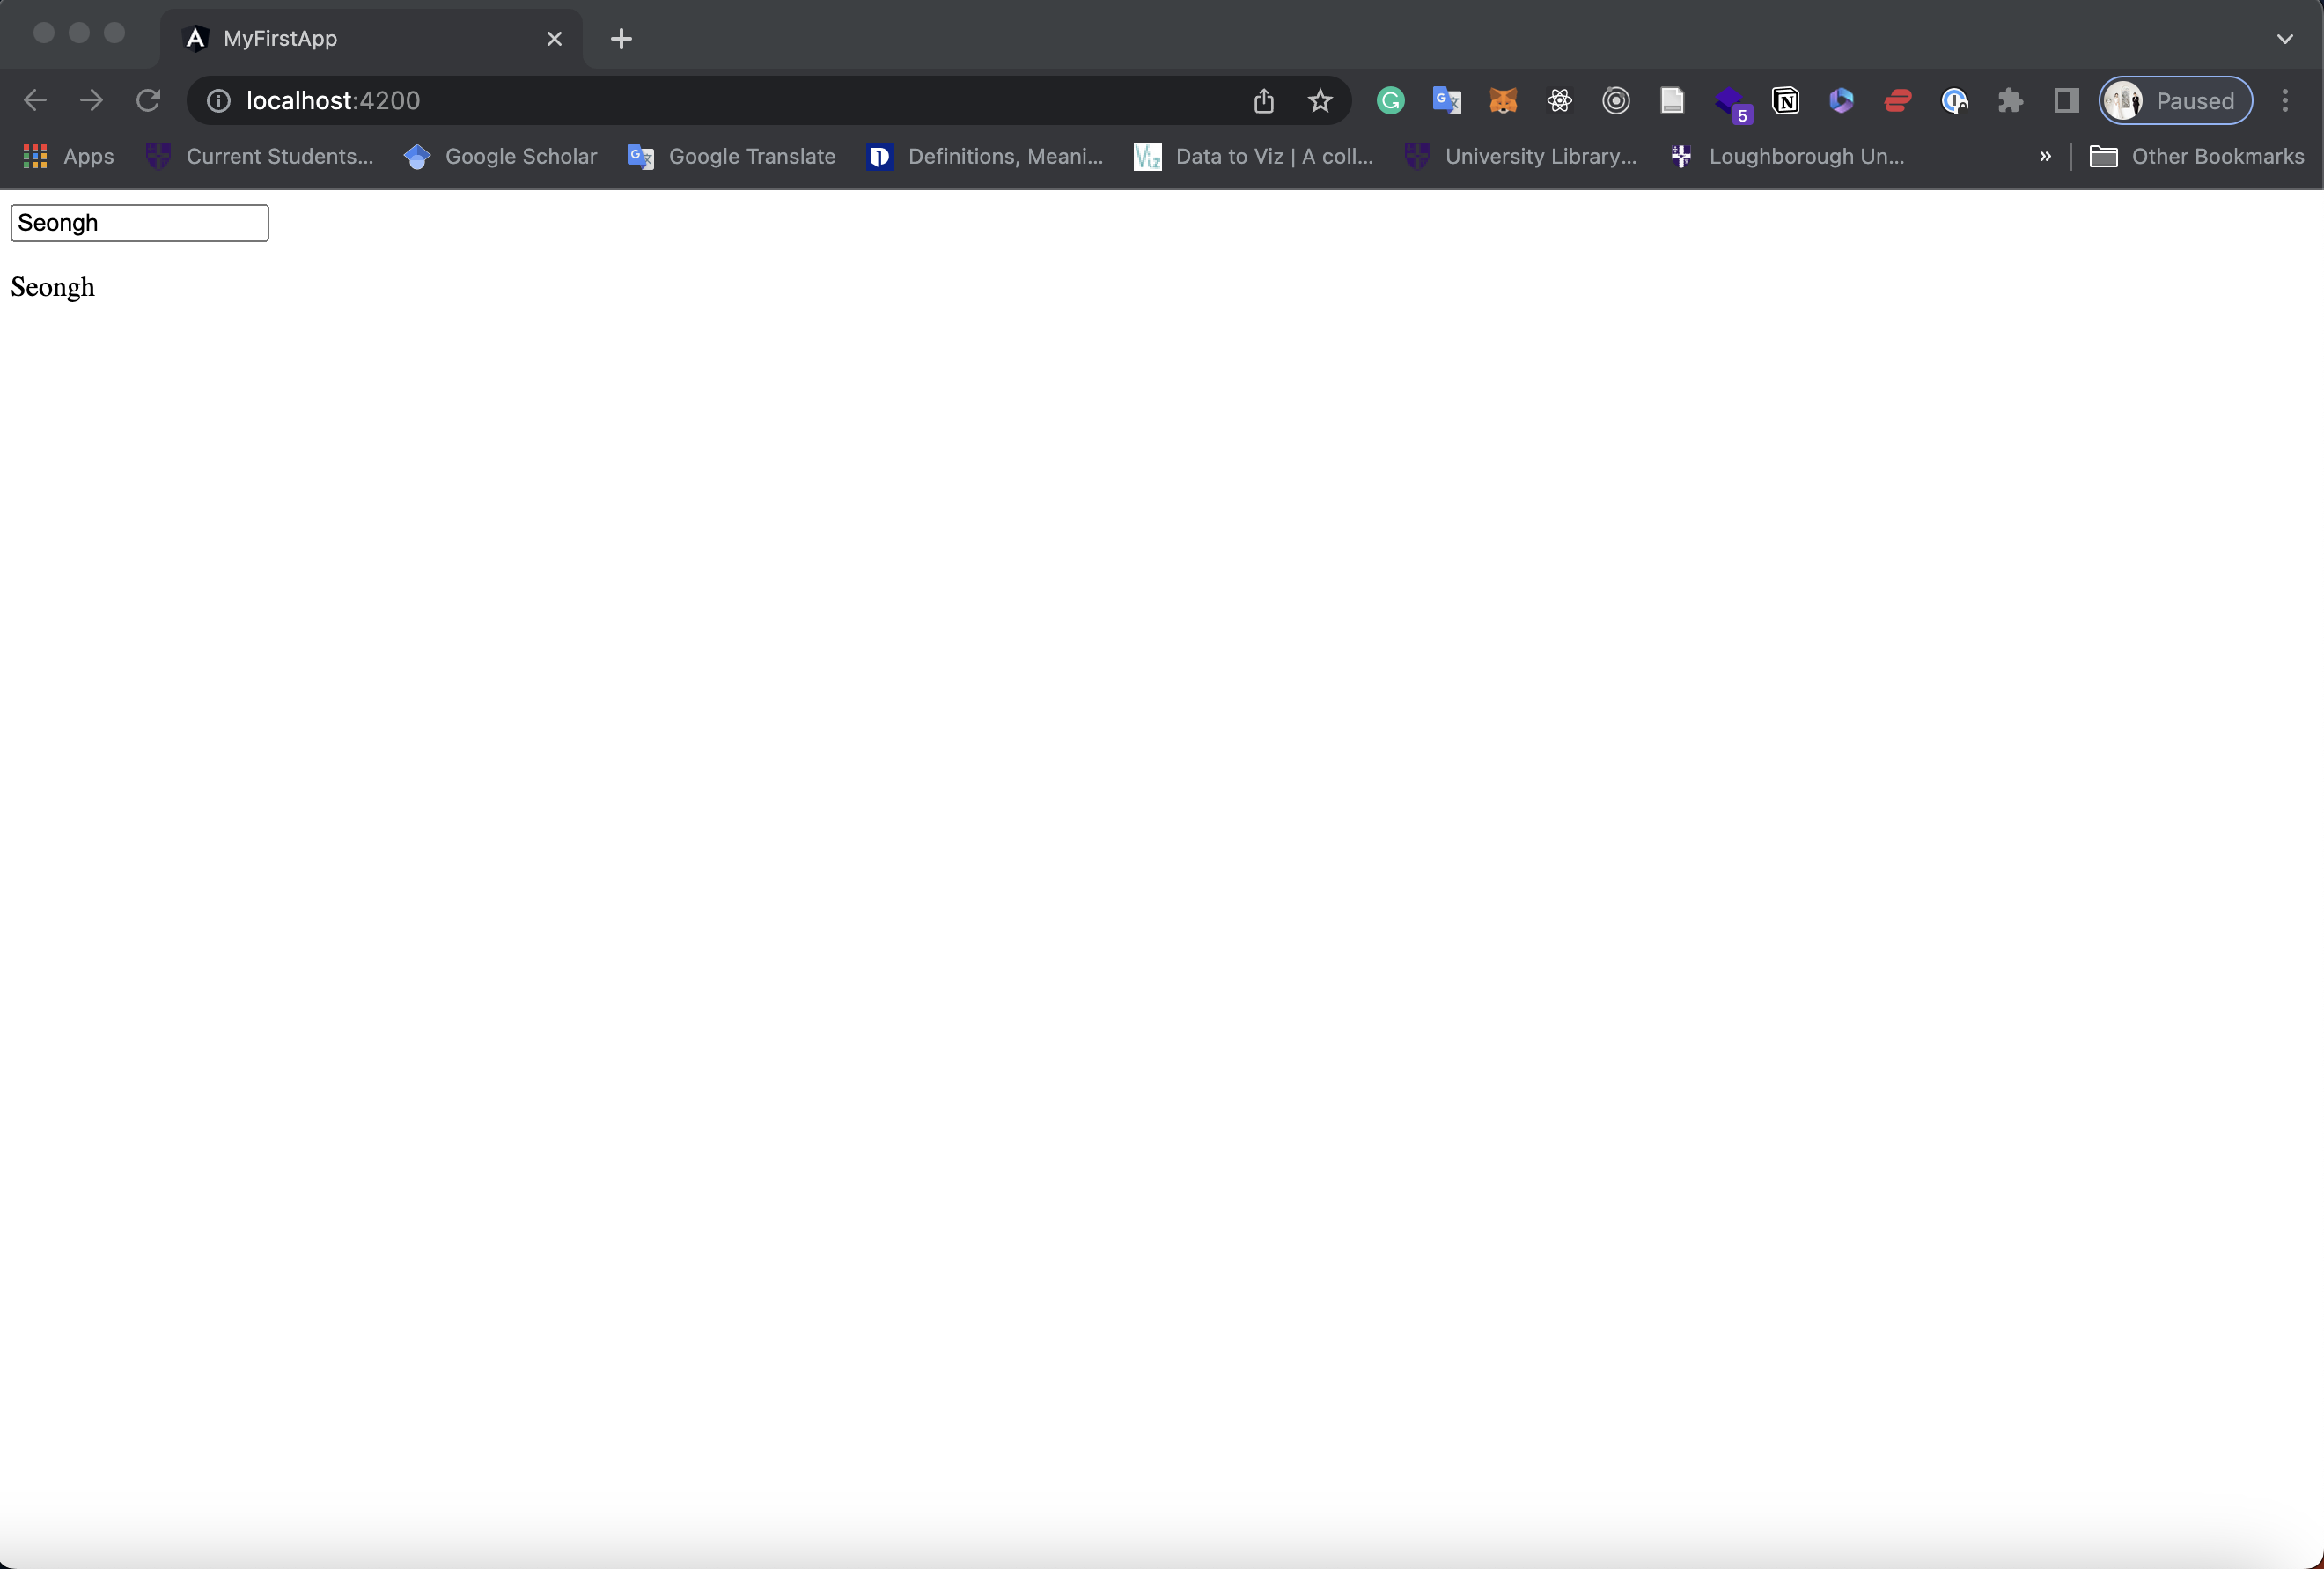 MyFirstApp
localhost:4200
5
Paused
Apps Current Students... Google Scholar Google Translate Definitions, Meani... Data to Viz | A coll... University Library... Loughborough Un... » Other Bookmarks
Seongh
Seongh